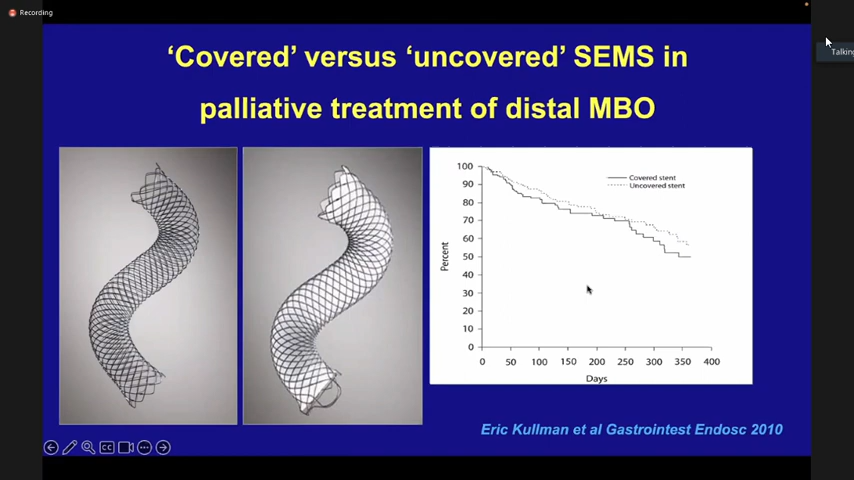 Recording
Talking
‘Covered’ versus ‘uncovered’ SEMS in
palliative treatment of distal MBO
Covered stent
Uncovered stent
Percent
100
90
80
70
60
50
40
30
20
10
0
0 50 100 150 200 250 300 350 400
Days
Eric Kullman et al Gastrointest Endosc 2010
CC